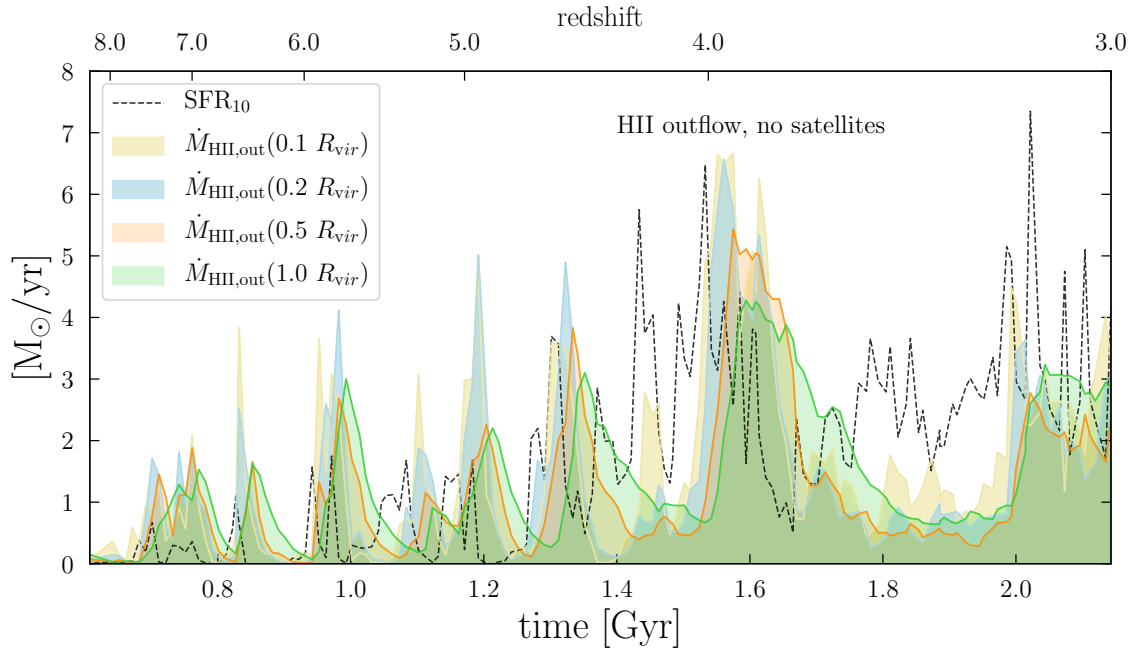 redshift
8.0 7.0 6.0 5.0 4.0 3.0
8
7
6
5
4
3
2
1
0
[M⊙/yr]
SFR₁₀
Ṁ_HII,out(0.1 R_vir)
Ṁ_HII,out(0.2 R_vir)
Ṁ_HII,out(0.5 R_vir)
Ṁ_HII,out(1.0 R_vir)
HII outflow, no satellites
0.8 1.0 1.2 1.4 1.6 1.8 2.0
time [Gyr]